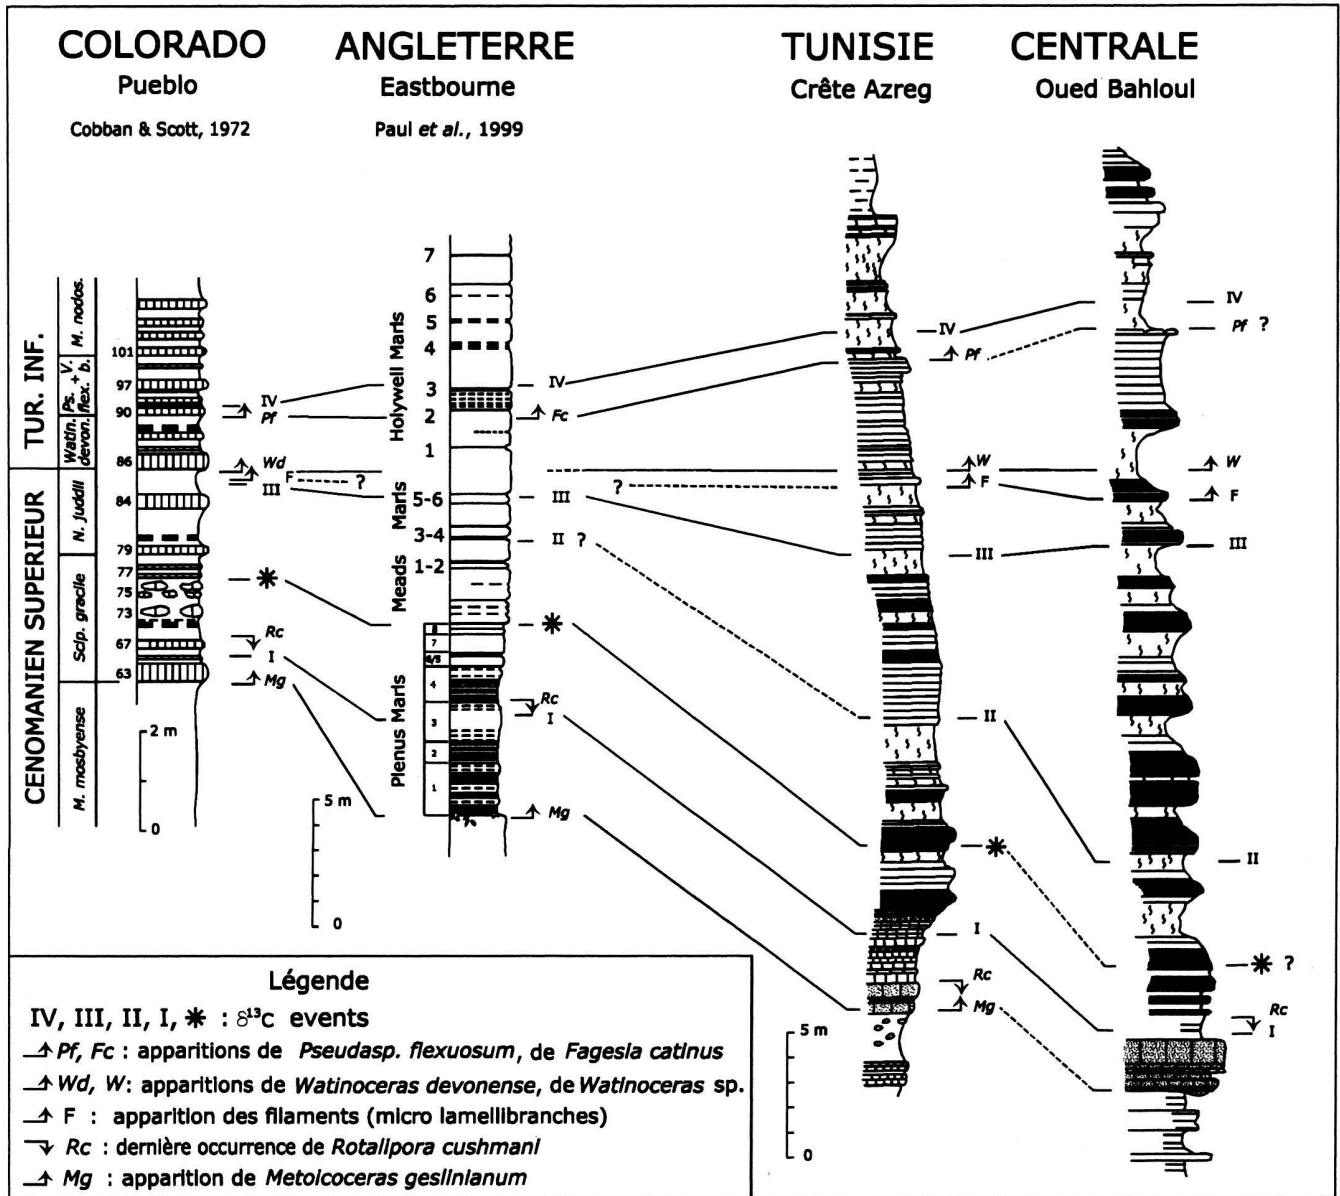 COLORADO
Pueblo
Cobban & Scott, 1972
ANGLETERRE
Eastbourne
Paul et al., 1999
TUNISIE CENTRALE
Crête Azreg
Oued Bahloul
TUR. INF.
CENOMANIEN SUPERIEUR
M. nodos.
Ps. + V.
flex. b.
Watin.
devon.
N. juddii
Scip. gracile
M. mosbyense
101
97
90
86
84
79
77
75
73
67
63
IV
Pf
Wd
F
?
III
✱
Rc
I
Mg
2 m
0
Holywell Marls
Meads Marls
Plenus Marls
7
6
5
4
3
2
1
5-6
3-4
1-2
8
7
4
3
2
1
IV
Fc
III
II ?
✱
Rc
I
Mg
5 m
0
IV
Pf
W
?
F
III
II
✱
I
Rc
Mg
5 m
0
IV
Pf ?
W
F
III
II
✱ ?
Rc
I
Légende
IV, III, II, I, ✱ : δ¹³C events
Pf, Fc : apparitions de Pseudasp. flexuosum, de Fagesia catinus
Wd, W : apparitions de Watinoceras devonense, de Watinoceras sp.
F : apparition des filaments (micro lamellibranches)
Rc : dernière occurrence de Rotalipora cushmani
Mg : apparition de Metoicoceras geslinianum